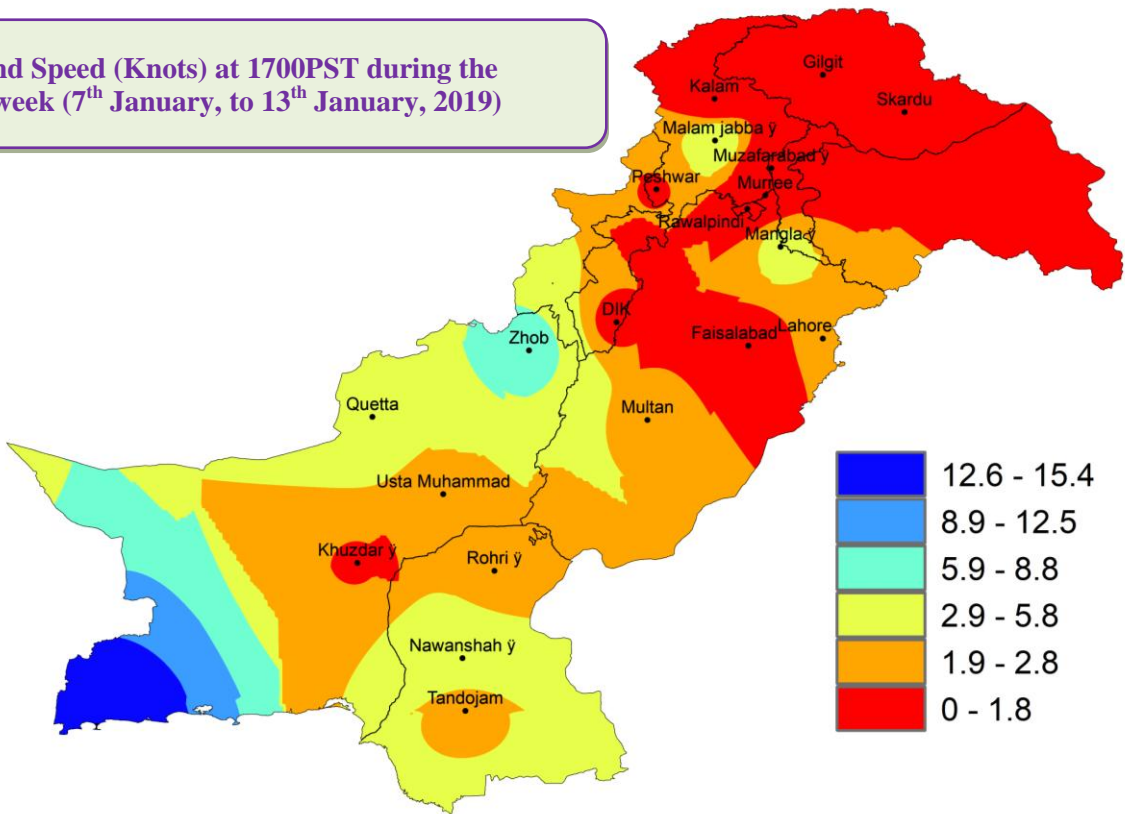 nd Speed (Knots) at 1700PST during the
week (7th January, to 13th January, 2019)
Gilgit
Kalam
Skardu
Malam jabba ÿ
Muzafarabad ÿ
Peshwar
Murree
Rawalpindi
Mangla ÿ
DIK
Zhob
Faisalabad
Lahore
Quetta
Multan
Usta Muhammad
Khuzdar ÿ
Rohri ÿ
Nawanshah ÿ
Tandojam
12.6 - 15.4
8.9 - 12.5
5.9 - 8.8
2.9 - 5.8
1.9 - 2.8
0 - 1.8